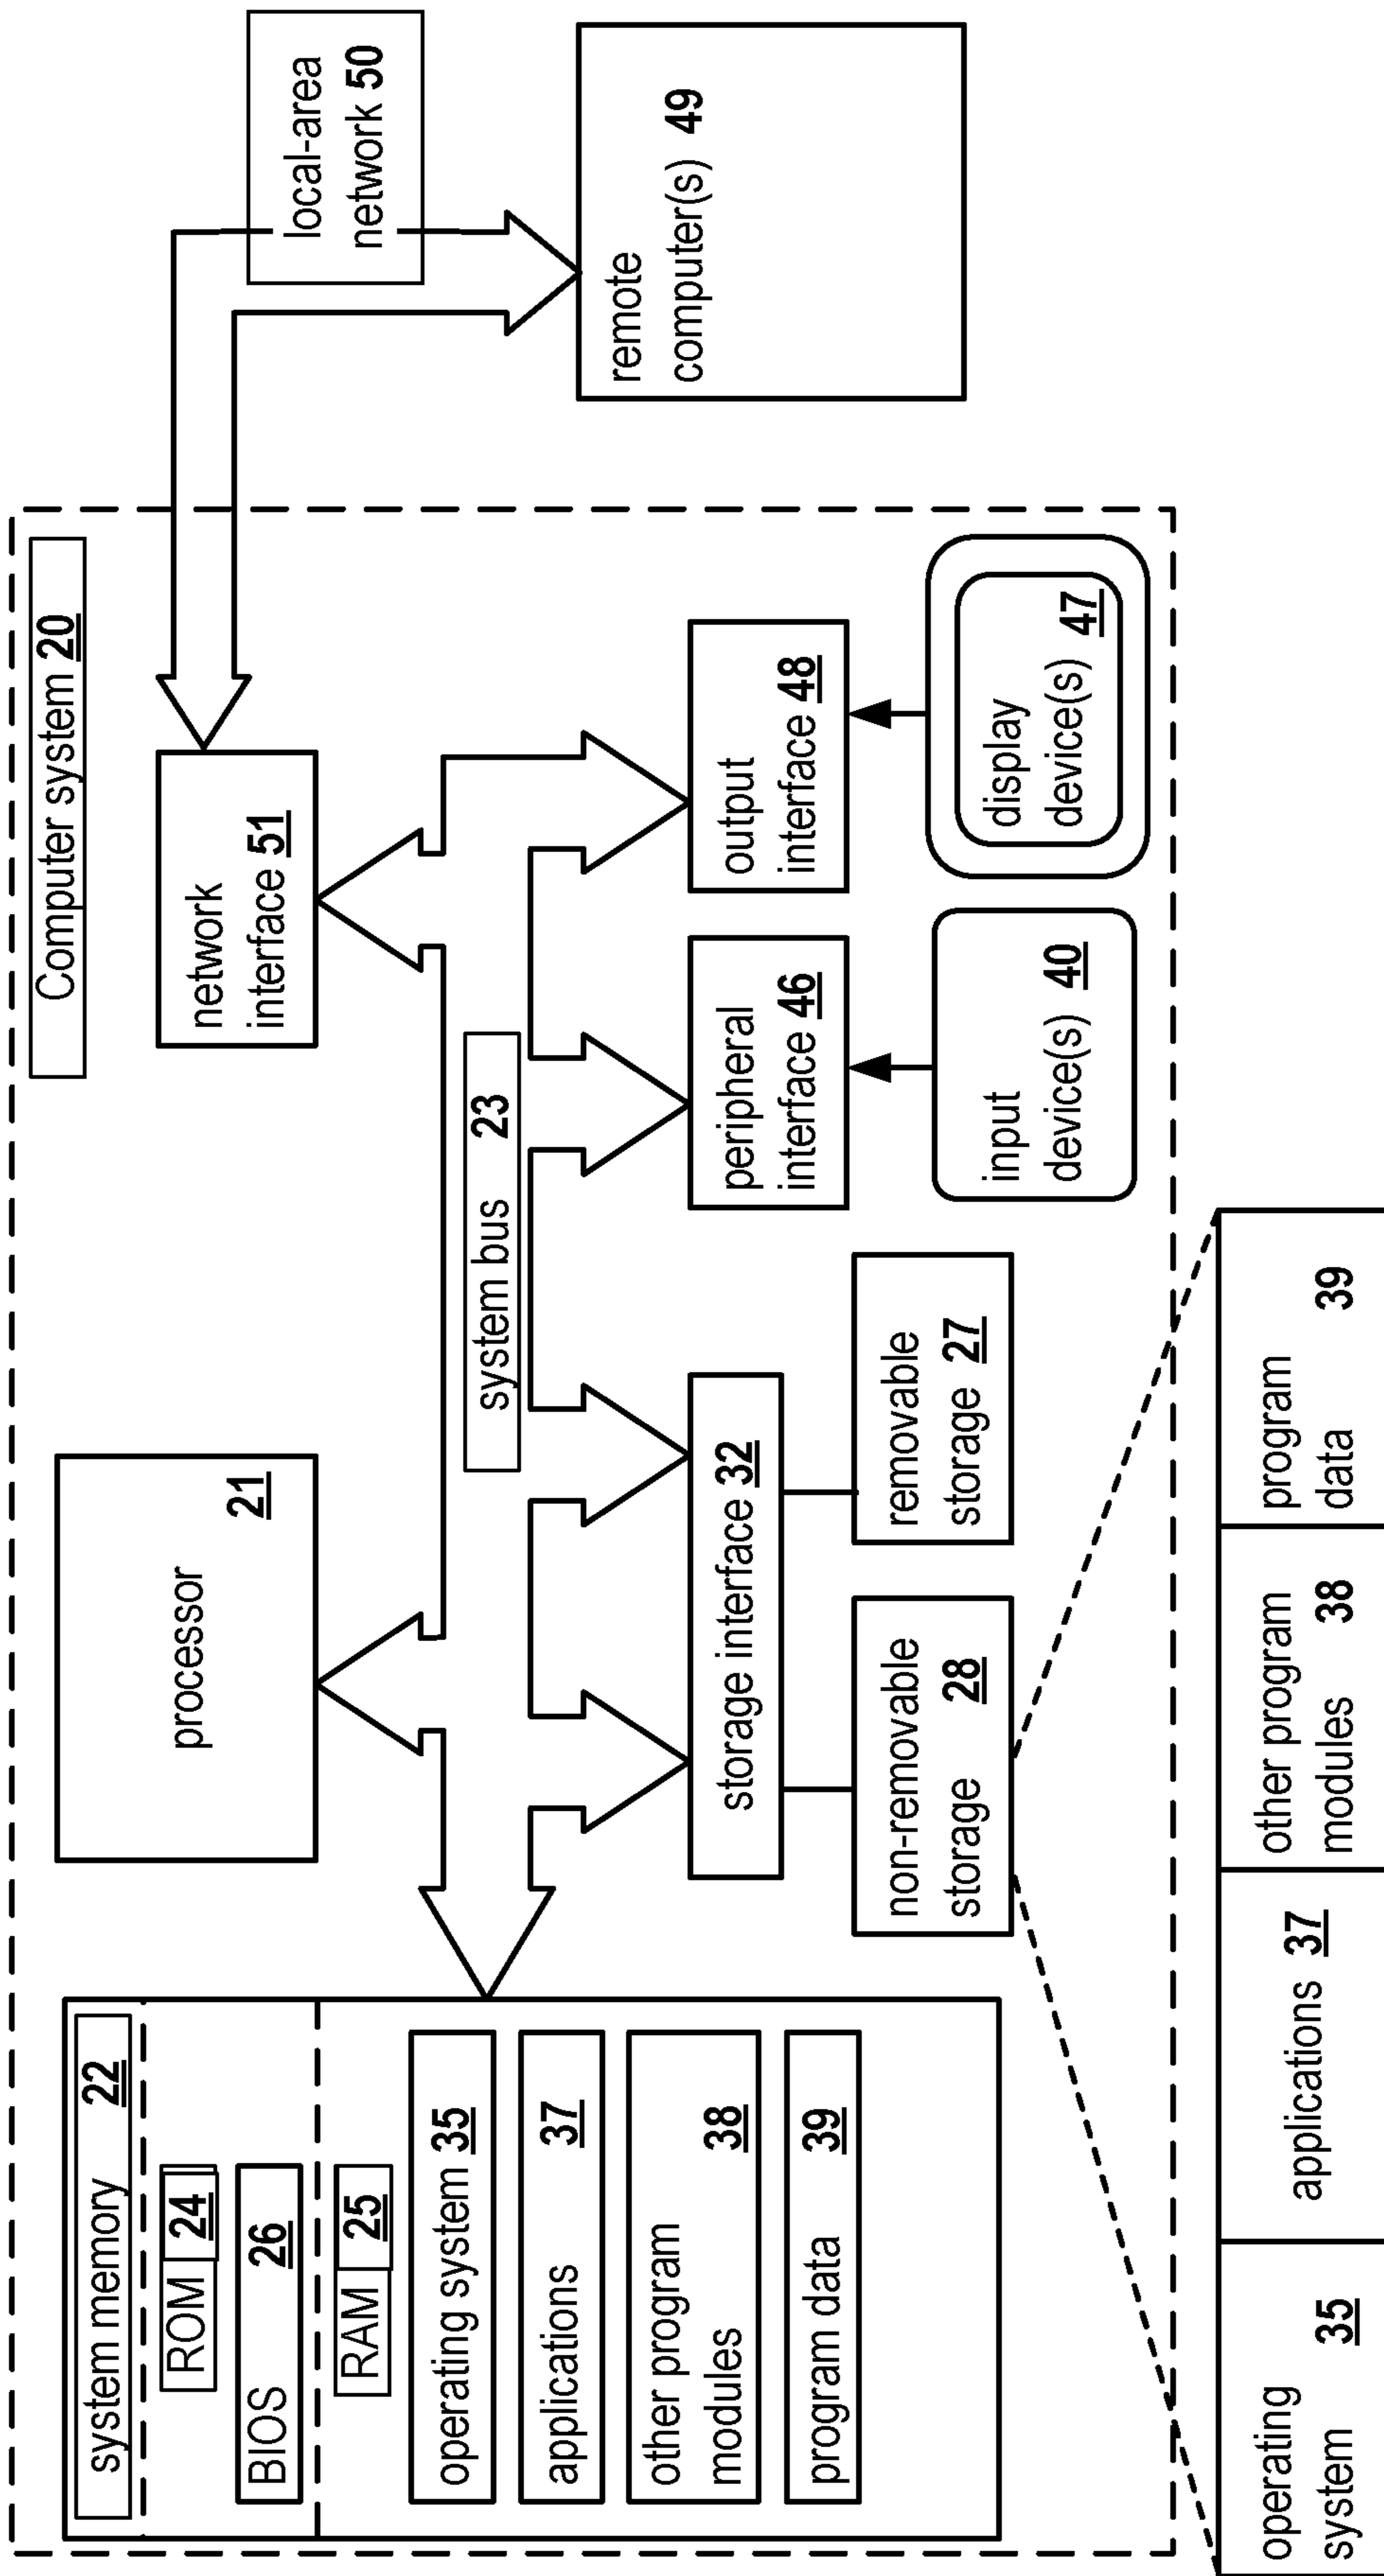 Computer system 20
system memory 22
ROM 24
BIOS 26
RAM 25
operating system 35
applications 37
other program
modules 38
program data 39
processor 21
system bus 23
network
interface 51
local-area
network 50
remote
computer(s) 49
storage interface 32
non-removable
storage 28
removable
storage 27
peripheral
interface 46
output
interface 48
input
device(s) 40
display
device(s) 47
operating
system 35
applications 37
other program
modules 38
program
data 39